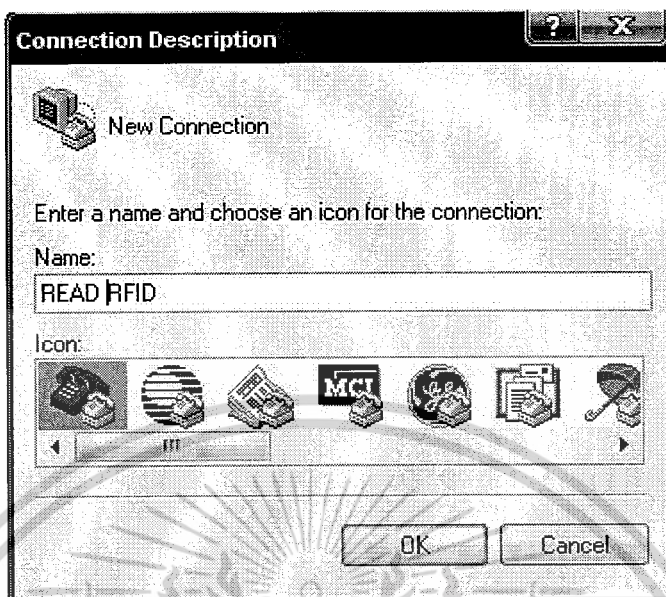 Connection Description
New Connection
Enter a name and choose an icon for the connection:
Name:
READ RFID
Icon:
MCI
OK
Cancel